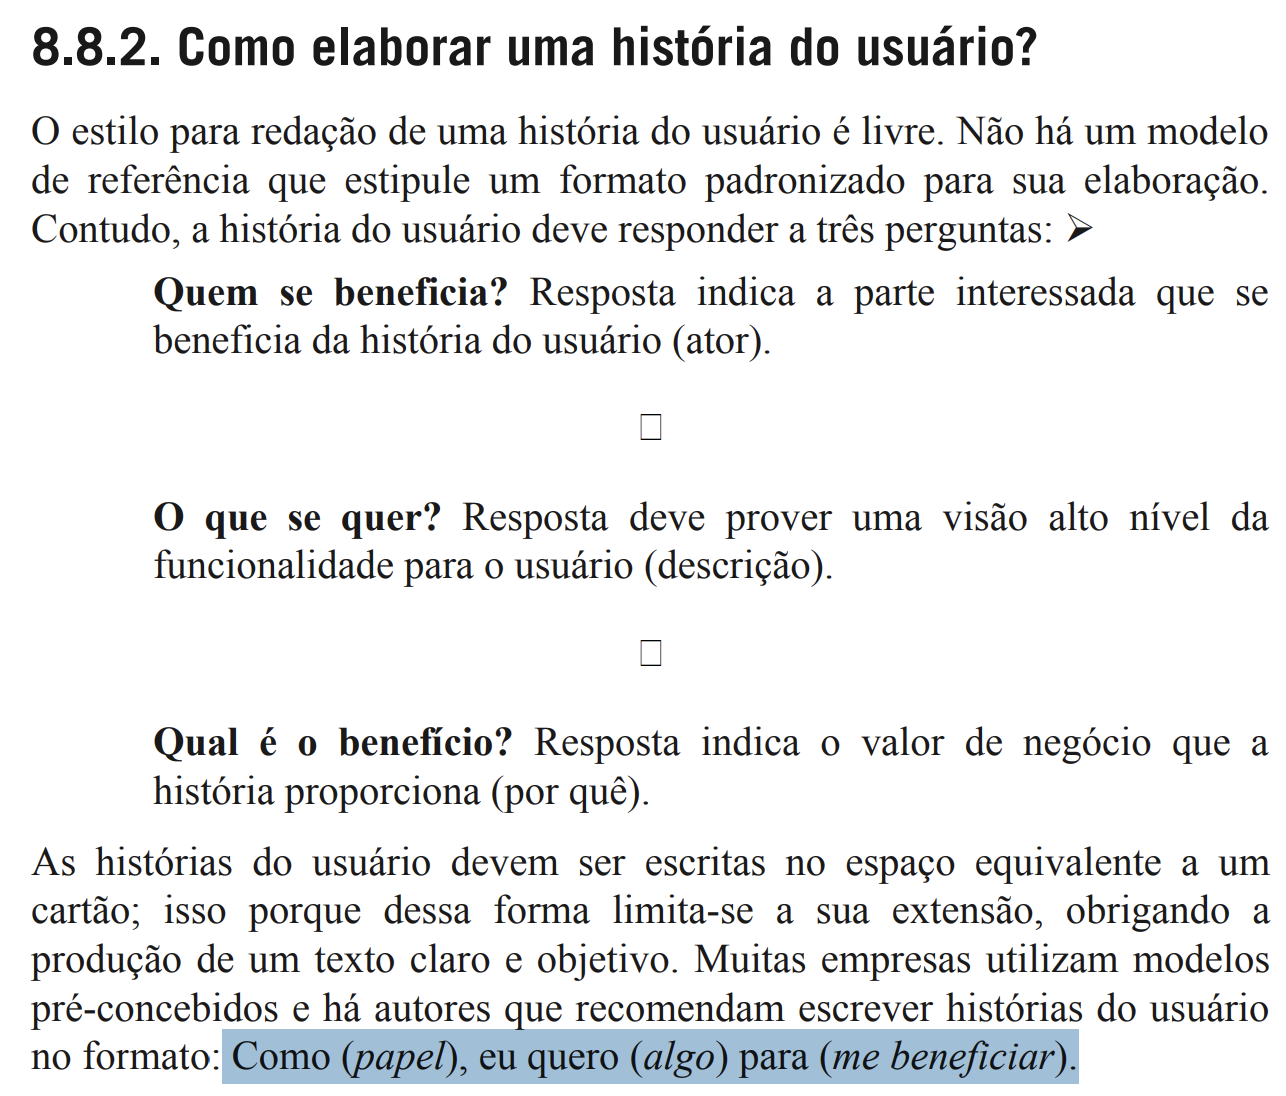 8.8.2. Como elaborar uma história do usuário?
O estilo para redação de uma história do usuário é livre. Não há um modelo
de referência que estipule um formato padronizado para sua elaboração.
Contudo, a história do usuário deve responder a três perguntas: ➢
Quem se beneficia? Resposta indica a parte interessada que se
beneficia da história do usuário (ator).
O que se quer? Resposta deve prover uma visão alto nível da
funcionalidade para o usuário (descrição).
Qual é o benefício? Resposta indica o valor de negócio que a
história proporciona (por quê).
As histórias do usuário devem ser escritas no espaço equivalente a um
cartão; isso porque dessa forma limita-se a sua extensão, obrigando a
produção de um texto claro e objetivo. Muitas empresas utilizam modelos
pré-concebidos e há autores que recomendam escrever histórias do usuário
no formato: Como (papel), eu quero (algo) para (me beneficiar).